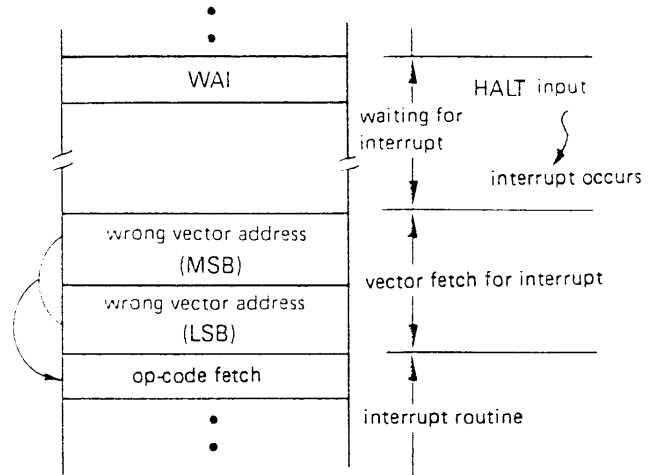 WAI
HALT input
waiting for
interrupt
interrupt occurs
wrong vector address
(MSB)
vector fetch for interrupt
wrong vector address
(LSB)
op-code fetch
interrupt routine